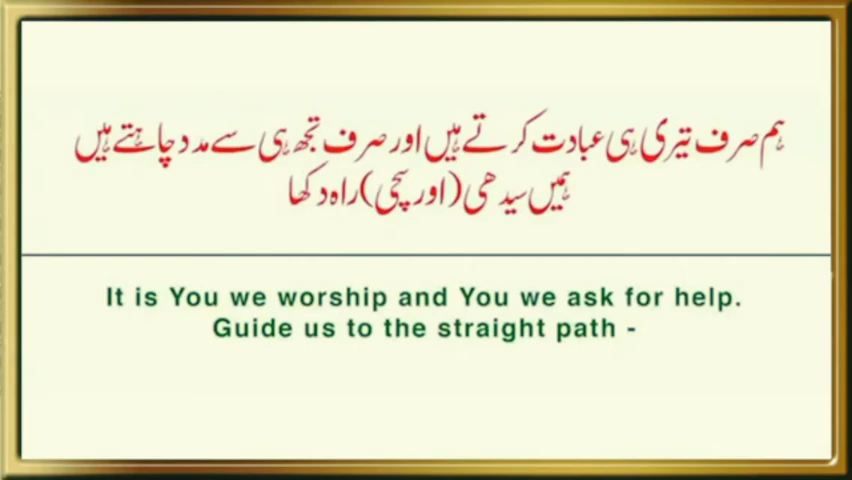 ہم صرف تیری ہی عبادت کرتے ہیں اور صرف تجھ ہی سے مدد چاہتے ہیں
ہمیں سیدھی (اور سچی) راہ دکھا
It is You we worship and You we ask for help.
Guide us to the straight path -